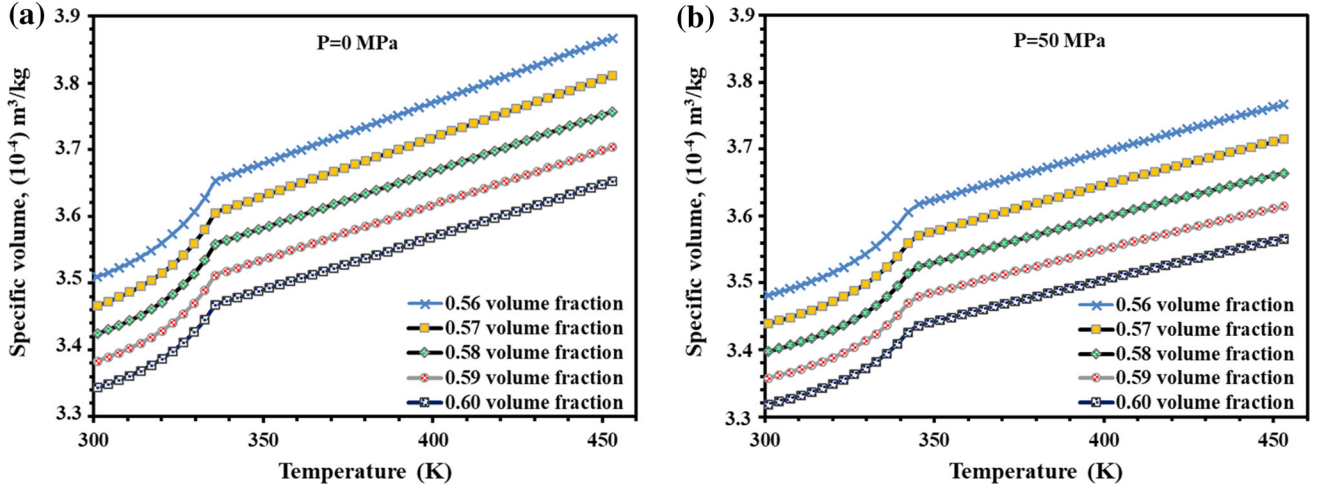 (a)
P=0 MPa
Specific volume, (10⁻⁴) m³/kg
3.9
3.8
3.7
3.6
3.5
3.4
3.3
0.56 volume fraction
0.57 volume fraction
0.58 volume fraction
0.59 volume fraction
0.60 volume fraction
300 350 400 450
Temperature (K)
(b)
P=50 MPa
Specific volume, (10⁻⁴) m³/kg
3.9
3.8
3.7
3.6
3.5
3.4
3.3
0.56 volume fraction
0.57 volume fraction
0.58 volume fraction
0.59 volume fraction
0.60 volume fraction
300 350 400 450
Temperature (K)